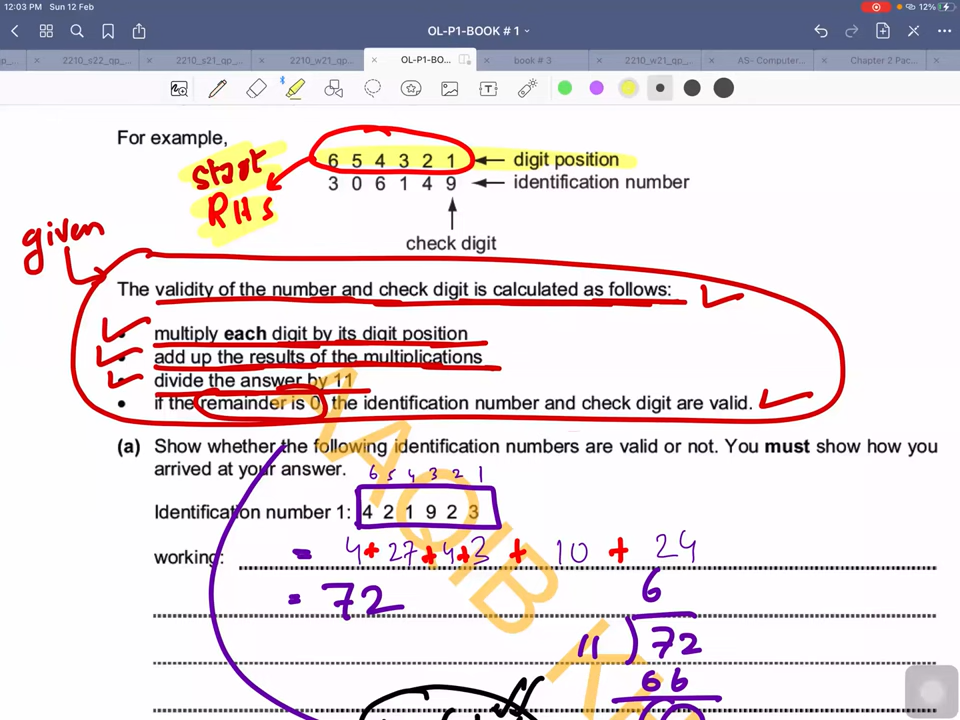 12:03 PM Sun 12 Feb
12%
OL-P1-BOOK # 1
2210_s22_qp_...
2210_s21_qp_...
2210_w21_qp...
OL-P1-BO...
book # 3
2210_w21_qp...
AS- Computer...
Chapter 2 Pac...
For example,
6 5 4 3 2 1 digit position
3 0 6 1 4 9 identification number
check digit
start
RHS
given
The validity of the number and check digit is calculated as follows:
• multiply each digit by its digit position
• add up the results of the multiplications
• divide the answer by 11
• if the remainder is 0, the identification number and check digit are valid.
(a) Show whether the following identification numbers are valid or not. You must show how you
arrived at your answer.
6 5 4 3 2 1
Identification number 1: 4 2 1 9 2 3
working: = 4 + 27 + 4 + 3 + 10 + 24
= 72
6
11 72
66
NAQIB